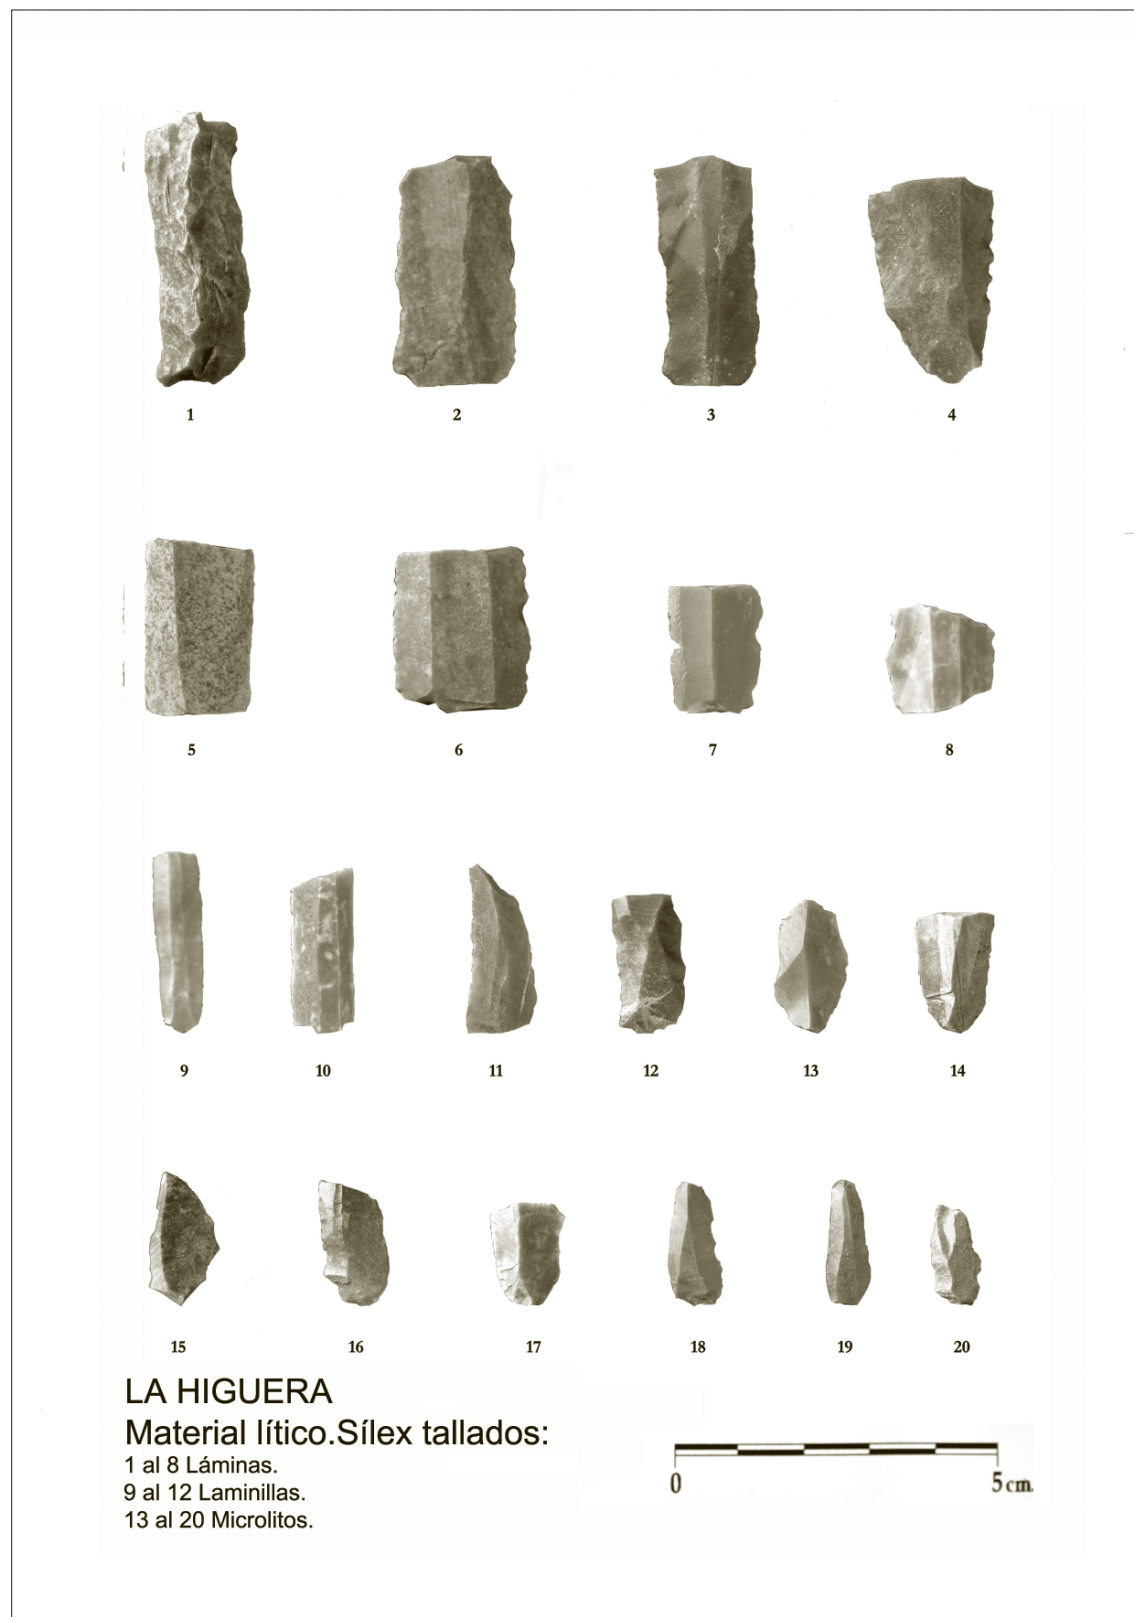 1 2 3 4
5 6 7 8
9 10 11 12 13 14
15 16 17 18 19 20
LA HIGUERA
Material lítico.Sílex tallados:
1 al 8 Láminas.
9 al 12 Laminillas.
13 al 20 Microlitos.
0 5 cm.